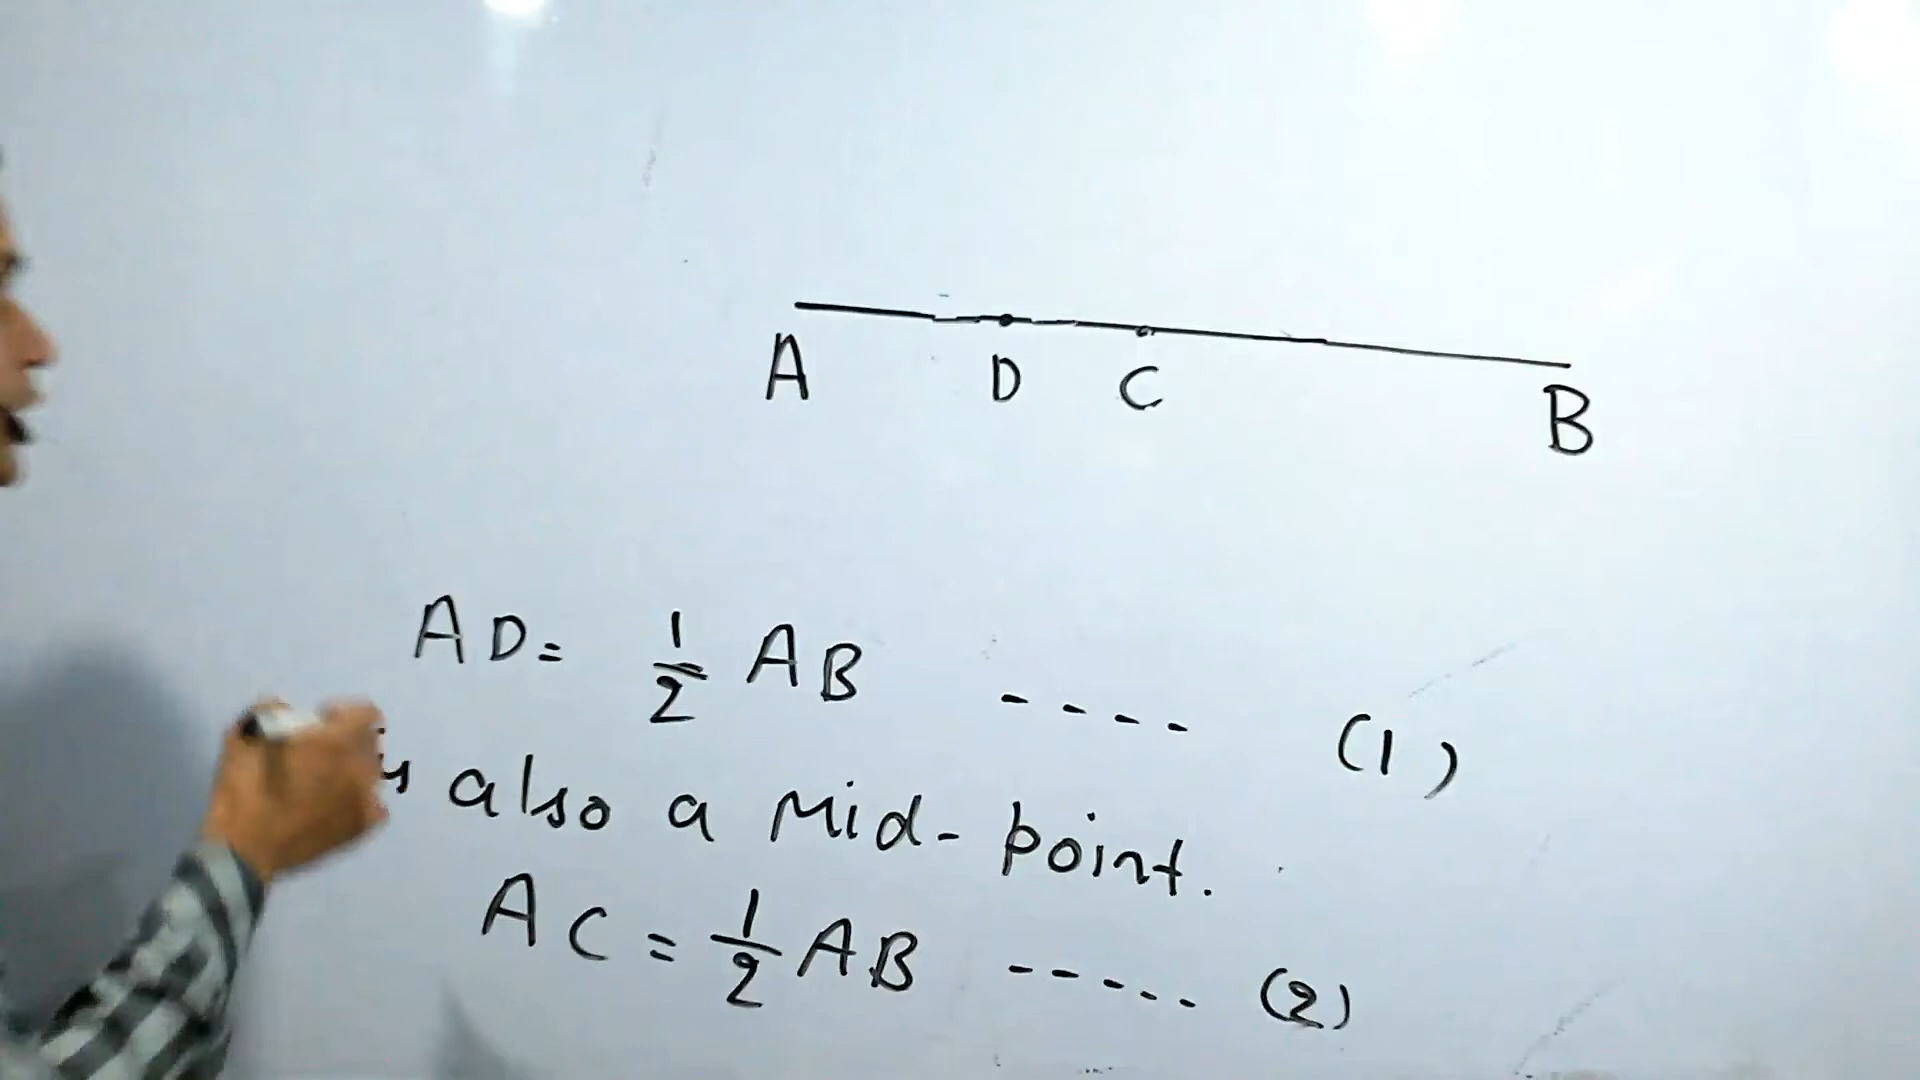 A D C B
AD = 1/2 AB ---- (1)
also a Mid-point.
AC = 1/2 AB ----- (2)